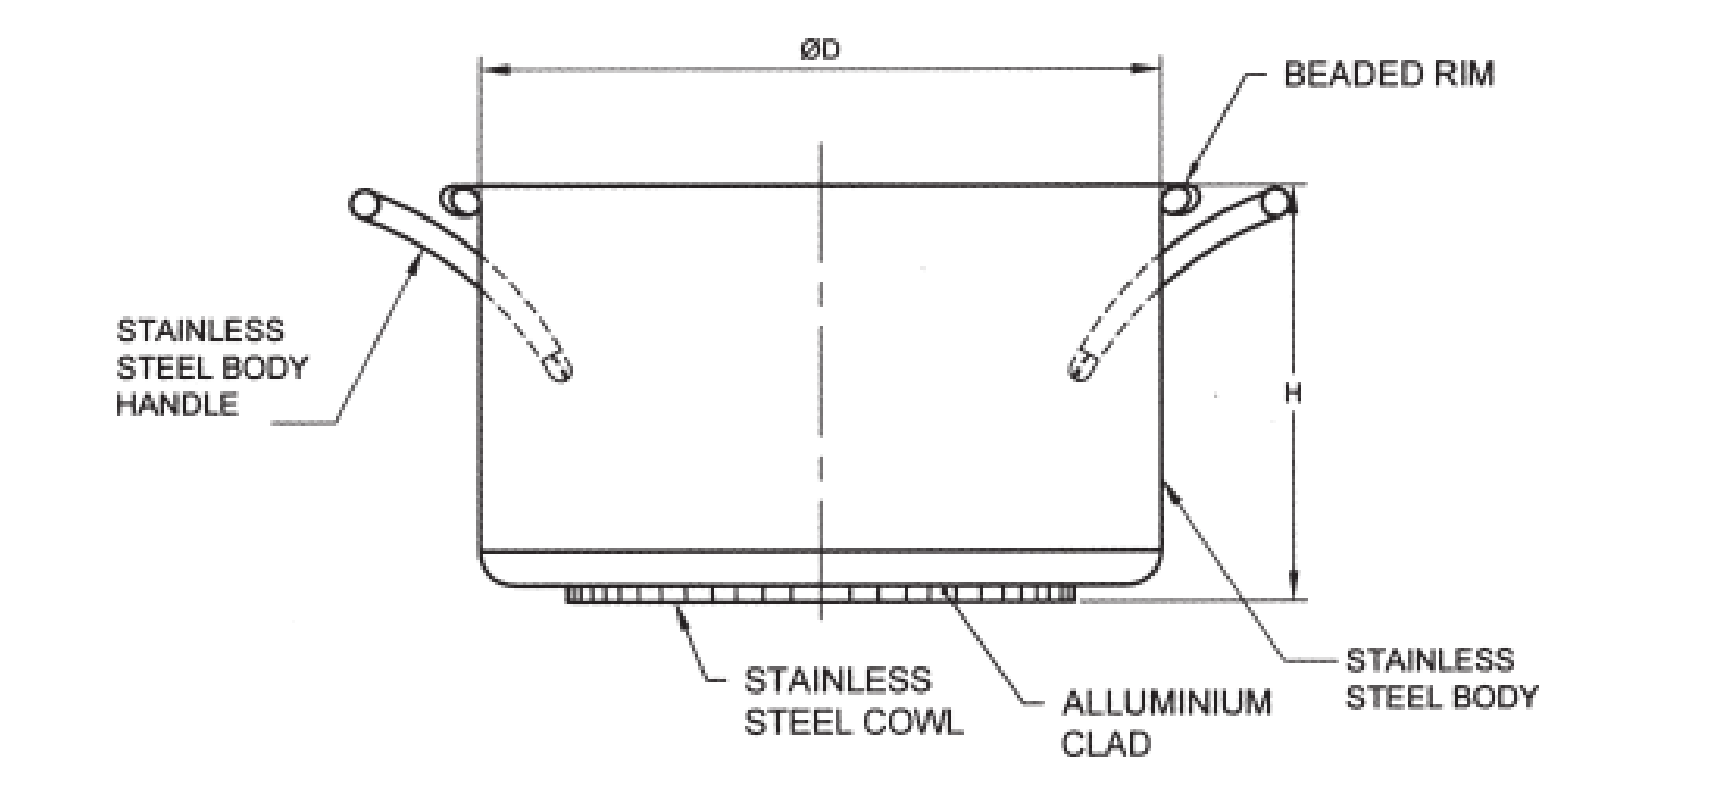 ØD
BEADED RIM
STAINLESS
STEEL BODY
HANDLE
H
STAINLESS
STEEL BODY
STAINLESS
STEEL COWL
ALLUMINIUM
CLAD